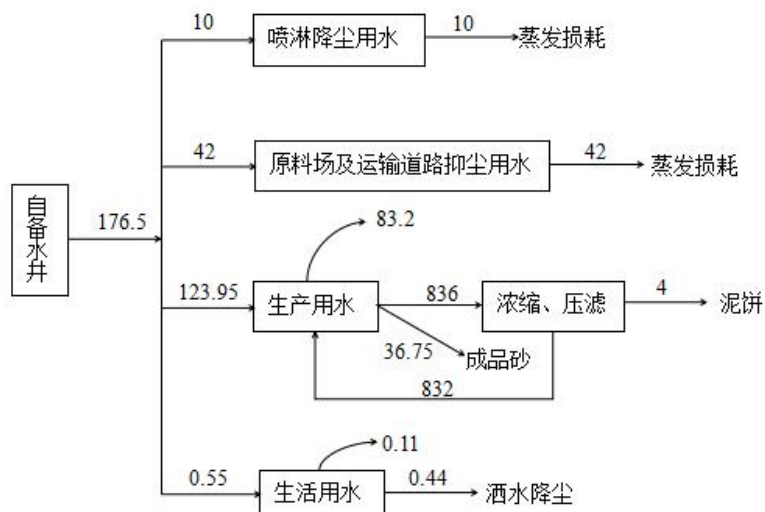 10
喷淋降尘用水
10
蒸发损耗
42
原料场及运输道路抑尘用水
42
蒸发损耗
自备水井
176.5
83.2
123.95
生产用水
836
浓缩、压滤
4
泥饼
36.75
成品砂
832
0.11
0.55
生活用水
0.44
洒水降尘